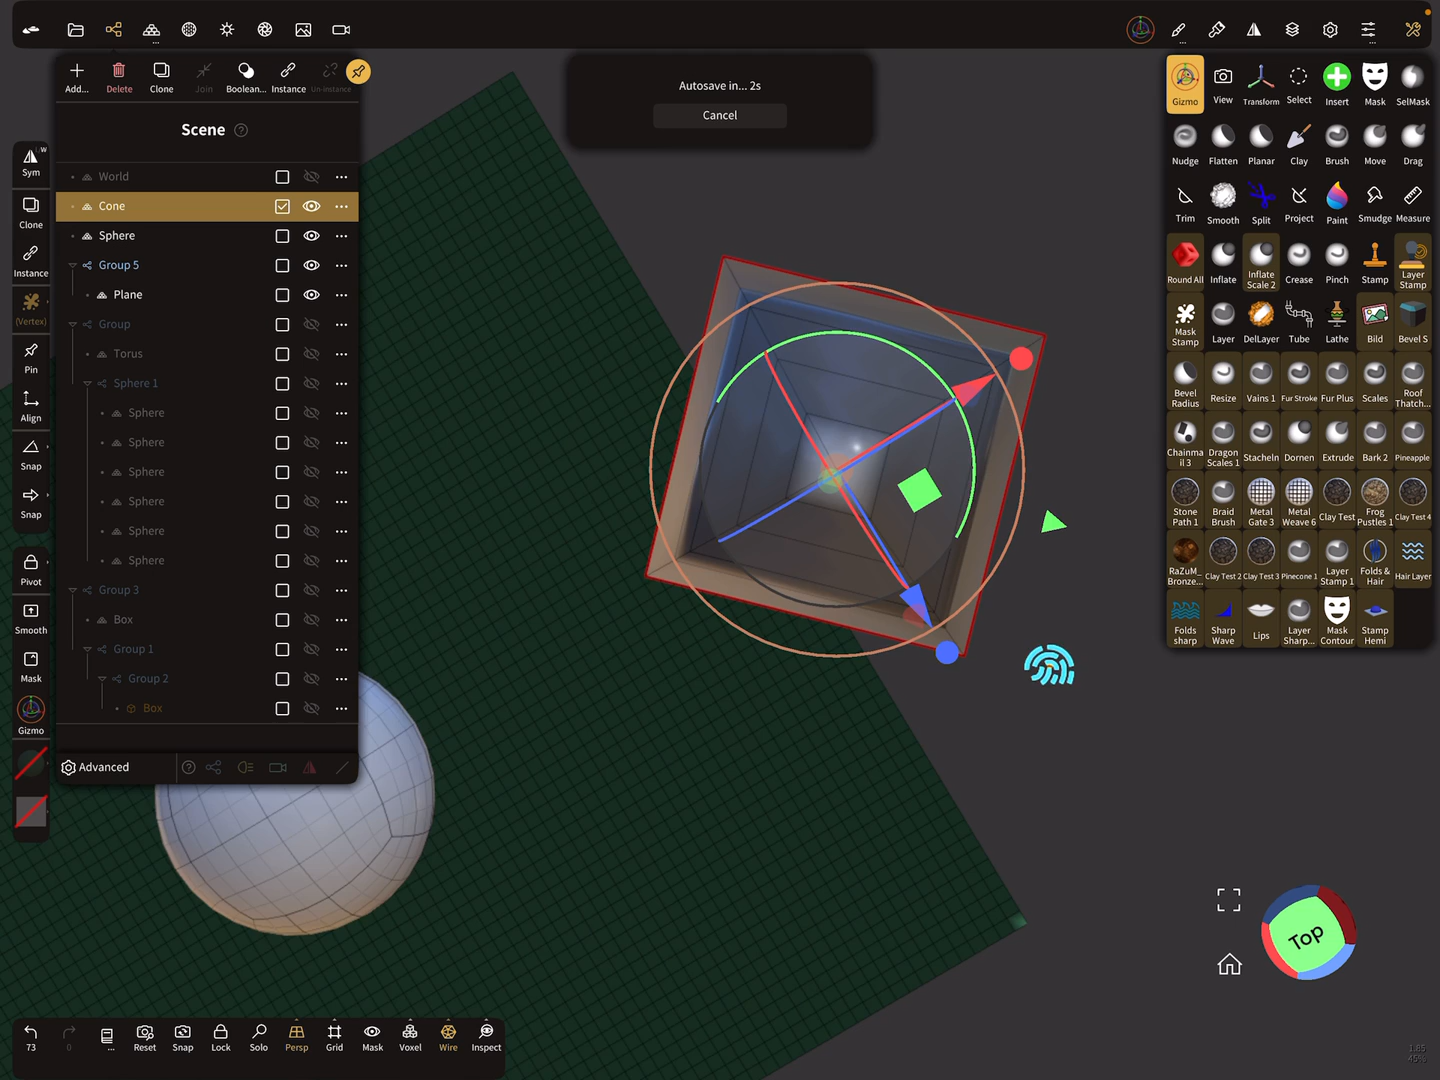 Add...
Delete
Clone
Join
Boolean...
Instance
Un-instance
Scene
World
Cone
Sphere
Group 5
Plane
Group
Torus
Sphere 1
Sphere
Sphere
Sphere
Sphere
Sphere
Sphere
Group 3
Box
Group 1
Group 2
Box
Advanced
L/W
Sym
Clone
Instance
(Vertex)
Pin
Align
Snap
Snap
Pivot
Smooth
Mask
Gizmo
Autosave in... 2s
Cancel
Gizmo
View
Transform
Select
Insert
Mask
SelMask
Nudge
Flatten
Planar
Clay
Brush
Move
Drag
Trim
Smooth
Split
Project
Paint
Smudge
Measure
Round All
Inflate
Inflate
Scale 2
Crease
Pinch
Stamp
Layer
Stamp
Mask
Stamp
Layer
DelLayer
Tube
Lathe
Bild
Bevel S
Bevel
Radius
Resize
Vains 1
Fur Stroke
Fur Plus
Scales
Roof
Thatch...
Chainma
il 3
Dragon
Scales 1
Stacheln
Dornen
Extrude
Bark 2
Pineapple
Stone
Path 1
Braid
Brush
Metal
Gate 3
Metal
Weave 6
Clay Test
Frog
Pustles 1
Clay Test 4
RaZuM_
Bronze...
Clay Test 2
Clay Test 3
Pinecone 1
Layer
Stamp 1
Folds &
Hair
Hair Layer
Folds
sharp
Sharp
Wave
Lips
Layer
Sharp...
Mask
Contour
Stamp
Hemi
Top
73
0
...
Reset
Snap
Lock
Solo
Persp
Grid
Mask
Voxel
Wire
Inspect
1.85
45%